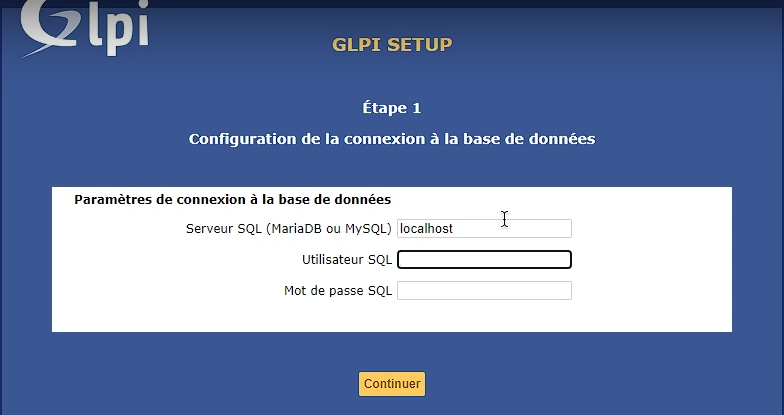 Glpi
GLPI SETUP
Étape 1
Configuration de la connexion à la base de données
Paramètres de connexion à la base de données
Serveur SQL (MariaDB ou MySQL) localhost
Utilisateur SQL
Mot de passe SQL
Continuer